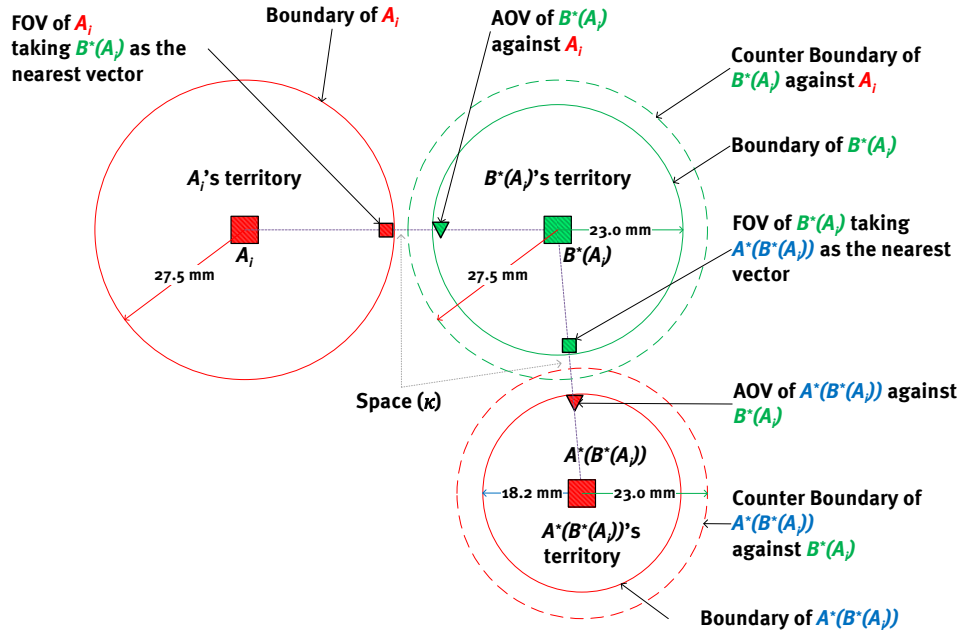 FOV of Aᵢ
taking B*(Aᵢ) as the
nearest vector
Boundary of Aᵢ
AOV of B*(Aᵢ)
against Aᵢ
Counter Boundary of
B*(Aᵢ) against Aᵢ
Boundary of B*(Aᵢ)
Aᵢ's territory
B*(Aᵢ)'s territory
FOV of B*(Aᵢ) taking
A*(B*(Aᵢ)) as the nearest
vector
23.0 mm
Aᵢ
B*(Aᵢ)
27.5 mm
27.5 mm
Space (ϰ)
AOV of A*(B*(Aᵢ)) against
B*(Aᵢ)
A*(B*(Aᵢ))
18.2 mm
23.0 mm
A*(B*(Aᵢ))'s
territory
Counter Boundary of
A*(B*(Aᵢ))
against B*(Aᵢ)
Boundary of A*(B*(Aᵢ))